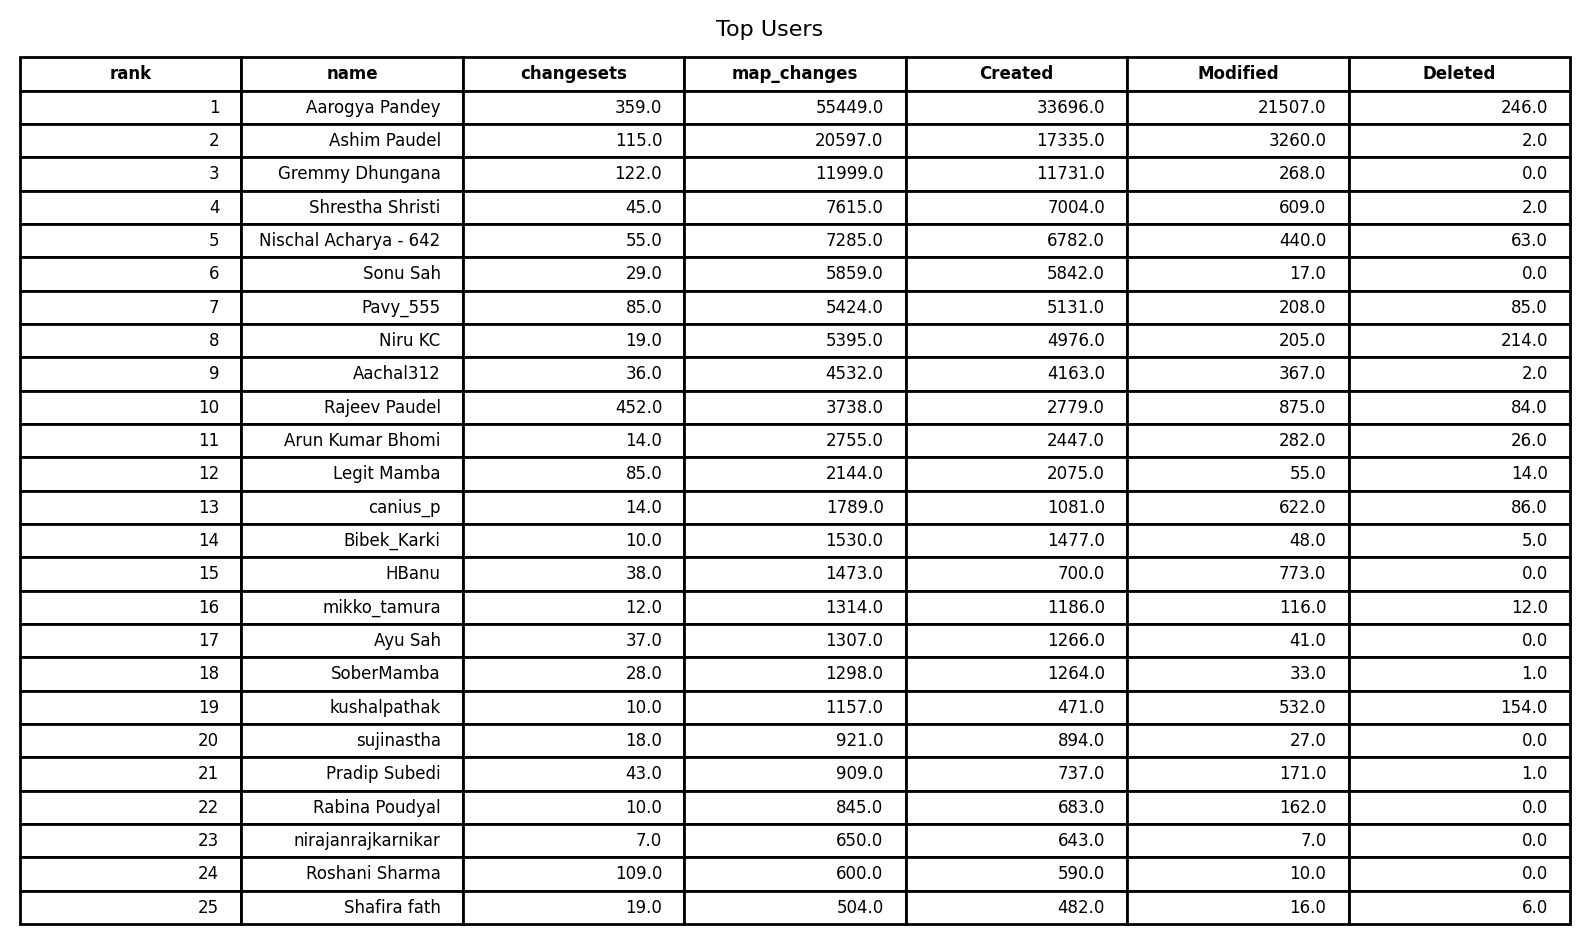 Top Users
rank name changesets map_changes Created Modified Deleted
1 Aarogya Pandey 359.0 55449.0 33696.0 21507.0 246.0
2 Ashim Paudel 115.0 20597.0 17335.0 3260.0 2.0
3 Gremmy Dhungana 122.0 11999.0 11731.0 268.0 0.0
4 Shrestha Shristi 45.0 7615.0 7004.0 609.0 2.0
5 Nischal Acharya - 642 55.0 7285.0 6782.0 440.0 63.0
6 Sonu Sah 29.0 5859.0 5842.0 17.0 0.0
7 Pavy_555 85.0 5424.0 5131.0 208.0 85.0
8 Niru KC 19.0 5395.0 4976.0 205.0 214.0
9 Aachal312 36.0 4532.0 4163.0 367.0 2.0
10 Rajeev Paudel 452.0 3738.0 2779.0 875.0 84.0
11 Arun Kumar Bhomi 14.0 2755.0 2447.0 282.0 26.0
12 Legit Mamba 85.0 2144.0 2075.0 55.0 14.0
13 canius_p 14.0 1789.0 1081.0 622.0 86.0
14 Bibek_Karki 10.0 1530.0 1477.0 48.0 5.0
15 HBanu 38.0 1473.0 700.0 773.0 0.0
16 mikko_tamura 12.0 1314.0 1186.0 116.0 12.0
17 Ayu Sah 37.0 1307.0 1266.0 41.0 0.0
18 SoberMamba 28.0 1298.0 1264.0 33.0 1.0
19 kushalpathak 10.0 1157.0 471.0 532.0 154.0
20 sujinastha 18.0 921.0 894.0 27.0 0.0
21 Pradip Subedi 43.0 909.0 737.0 171.0 1.0
22 Rabina Poudyal 10.0 845.0 683.0 162.0 0.0
23 nirajanrajkarnikar 7.0 650.0 643.0 7.0 0.0
24 Roshani Sharma 109.0 600.0 590.0 10.0 0.0
25 Shafira fath 19.0 504.0 482.0 16.0 6.0